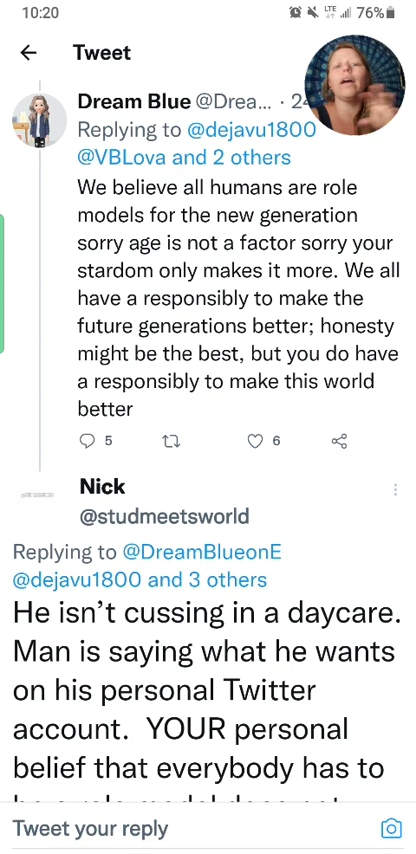 10:20
LTE
76%
Tweet
Dream Blue @Drea... · 2
Replying to @dejavu1800
@VBLova and 2 others
We believe all humans are role
models for the new generation
sorry age is not a factor sorry your
stardom only makes it more. We all
have a responsibly to make the
future generations better; honesty
might be the best, but you do have
a responsibly to make this world
better
5
6
Nick
@studmeetsworld
Replying to @DreamBlueonE
@dejavu1800 and 3 others
He isn't cussing in a daycare.
Man is saying what he wants
on his personal Twitter
account.  YOUR personal
belief that everybody has to
Tweet your reply